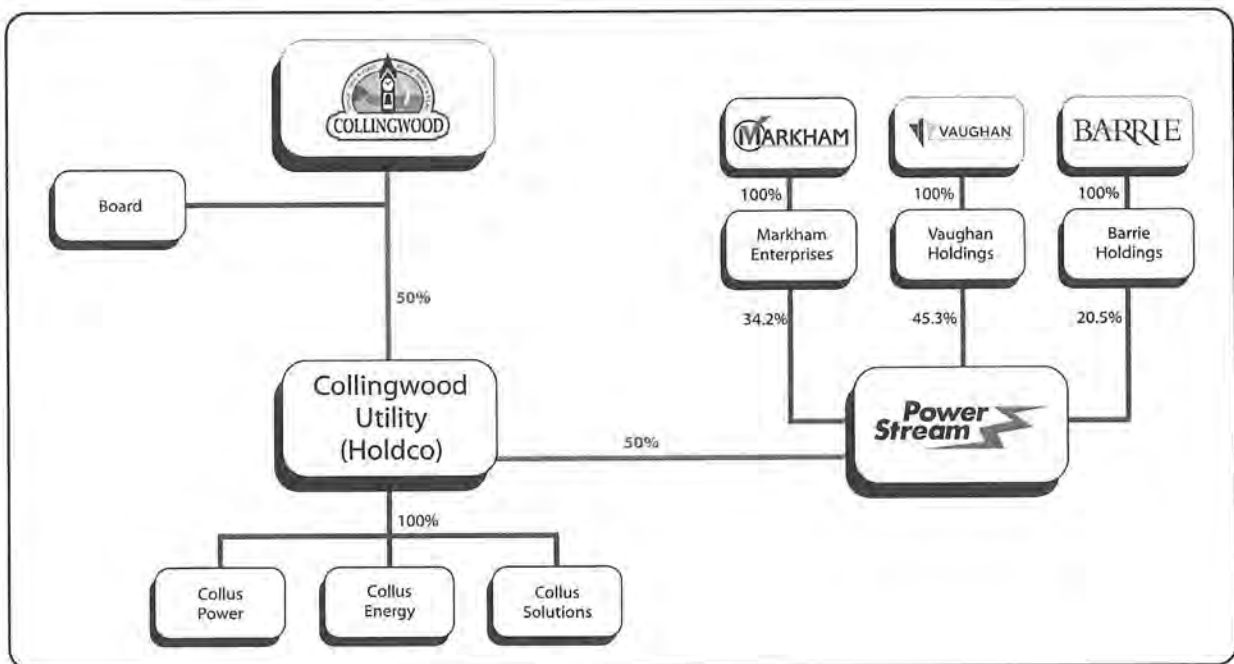 COLLINGWOOD
MARKHAM
VAUGHAN
BARRIE
100%
100%
100%
Board
Markham
Enterprises
Vaughan
Holdings
Barrie
Holdings
50%
34.2%
45.3%
20.5%
Collingwood
Utility
(Holdco)
Power
Stream
50%
100%
Collus
Power
Collus
Energy
Collus
Solutions